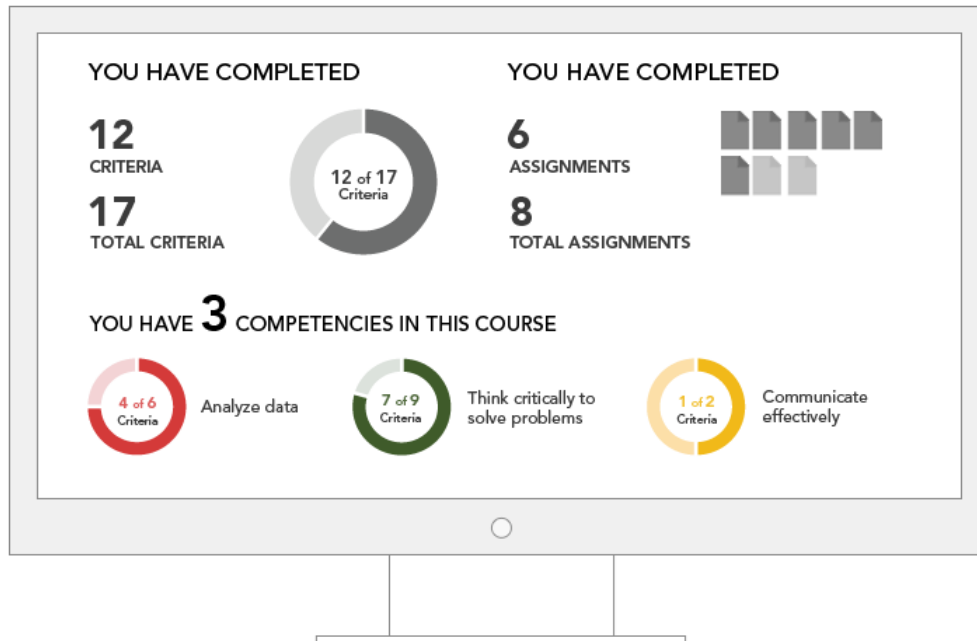 YOU HAVE COMPLETED
12
CRITERIA
17
TOTAL CRITERIA
12 of 17
Criteria
YOU HAVE COMPLETED
6
ASSIGNMENTS
8
TOTAL ASSIGNMENTS
YOU HAVE 3 COMPETENCIES IN THIS COURSE
4 of 6
Criteria
Analyze data
7 of 9
Criteria
Think critically to
solve problems
1 of 2
Criteria
Communicate
effectively